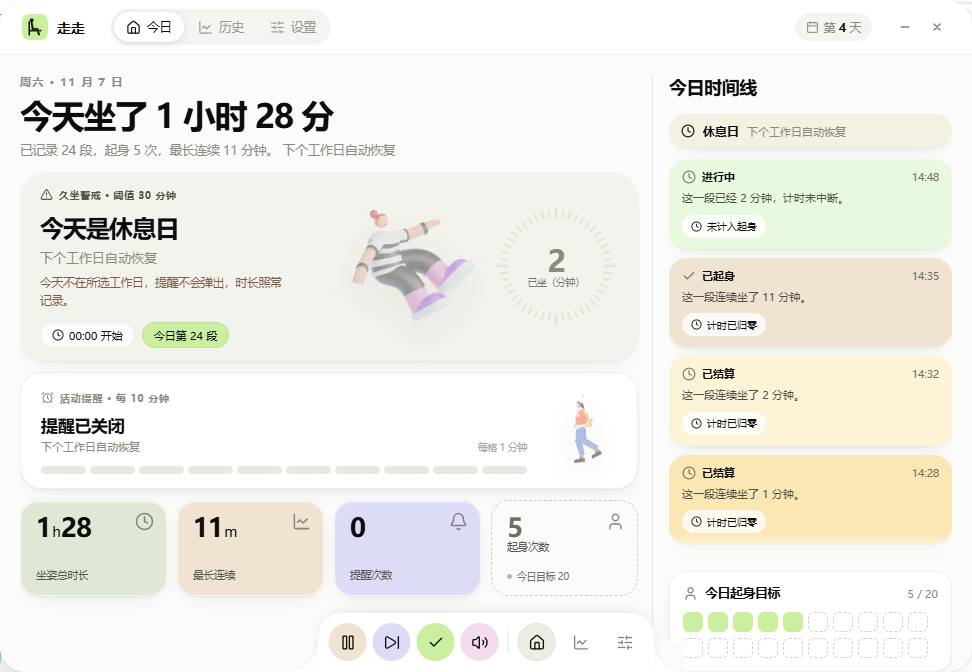 走走
今日
历史
设置
第 4 天
周六 • 11 月 7 日
今天坐了 1 小时 28 分
已记录 24 段，起身 5 次，最长连续 11 分钟。 下个工作日自动恢复
久坐警戒 • 阈值 30 分钟
今天是休息日
下个工作日自动恢复
今天不在所选工作日，提醒不会弹出，时长照常
记录。
00:00 开始
今日第 24 段
2
已坐（分钟）
活动提醒 • 每 10 分钟
提醒已关闭
下个工作日自动恢复
每格 1 分钟
1h28
坐姿总时长
11m
最长连续
0
提醒次数
5
起身次数
今日目标 20
今日时间线
休息日 下个工作日自动恢复
进行中 14:48
这一段已经 2 分钟，计时未中断。
未计入起身
已起身 14:35
这一段连续坐了 11 分钟。
计时已归零
已结算 14:32
这一段连续坐了 2 分钟。
计时已归零
已结算 14:28
这一段连续坐了 1 分钟。
计时已归零
今日起身目标 5 / 20